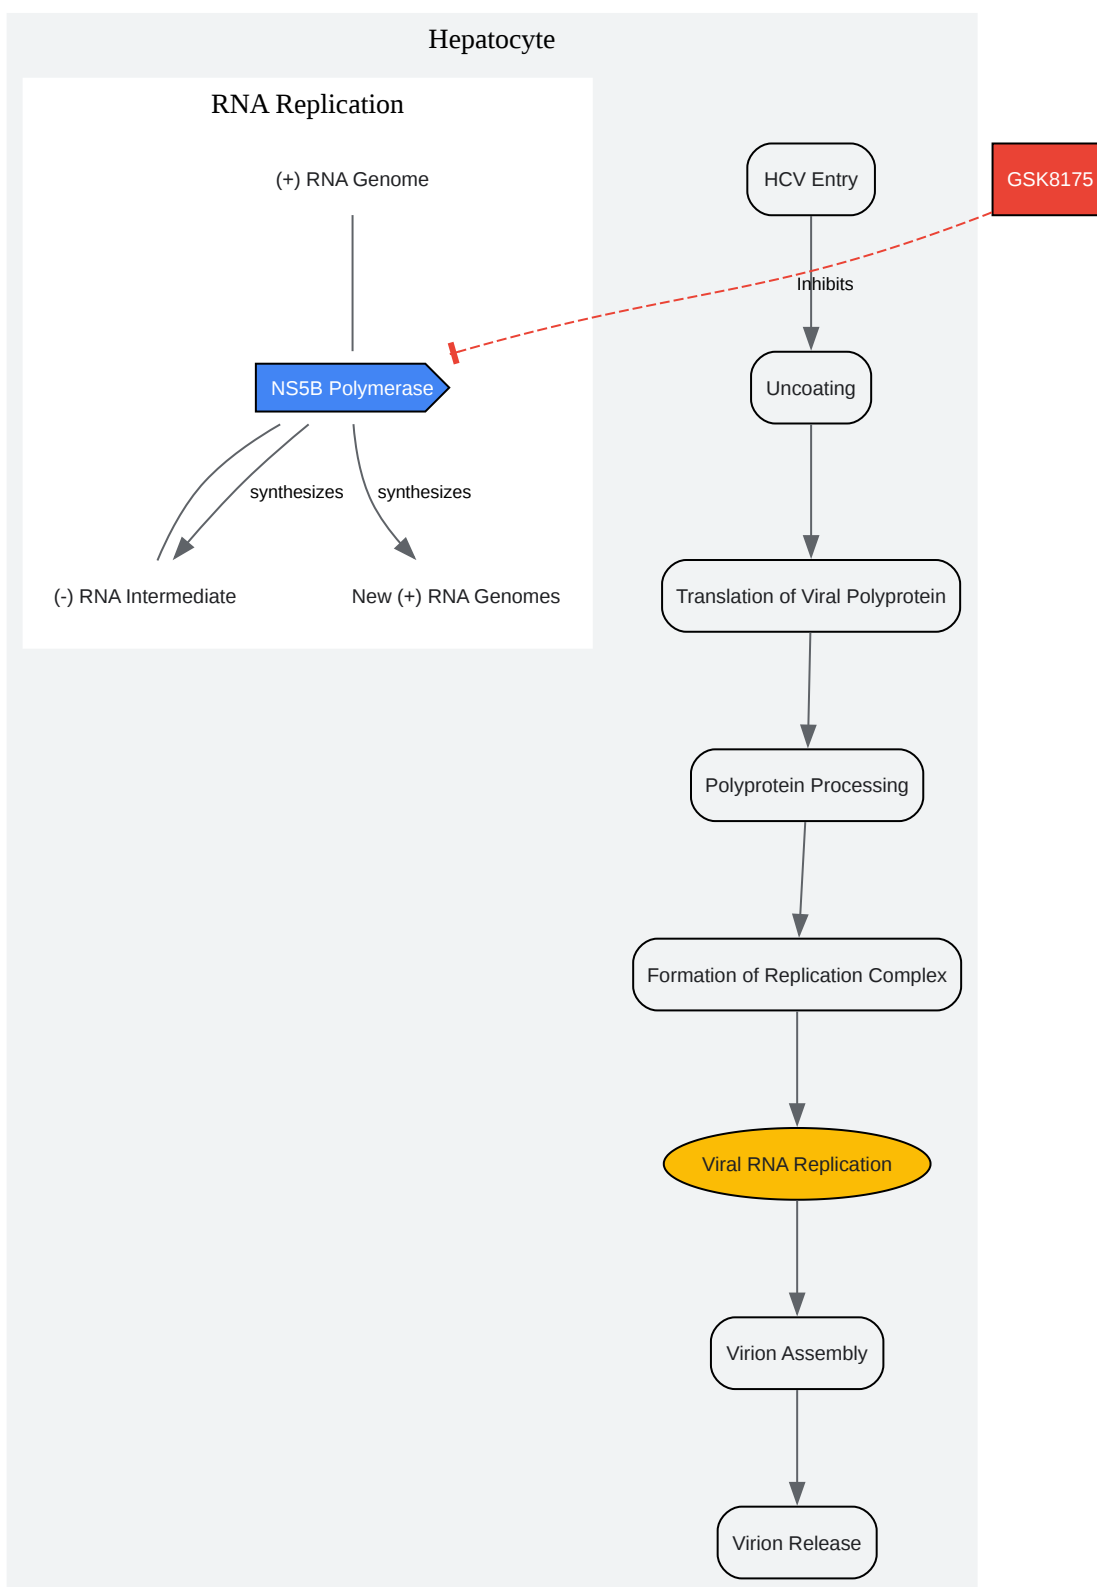 Hepatocyte
RNA Replication
(+) RNA Genome
HCV Entry
GSK8175
Inhibits
NS5B Polymerase
Uncoating
synthesizes
synthesizes
(-) RNA Intermediate
New (+) RNA Genomes
Translation of Viral Polyprotein
Polyprotein Processing
Formation of Replication Complex
Viral RNA Replication
Virion Assembly
Virion Release